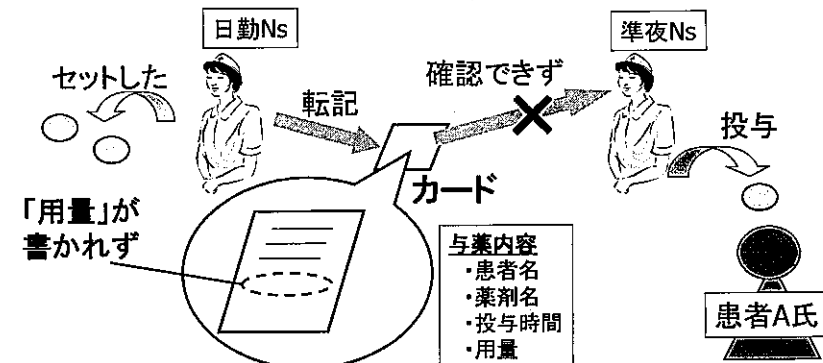 日勤Ns
準夜Ns
セットした
転記
確認できず
投与
カード
「用量」が
書かれず
与薬内容
・患者名
・薬剤名
・投与時間
・用量
患者A氏